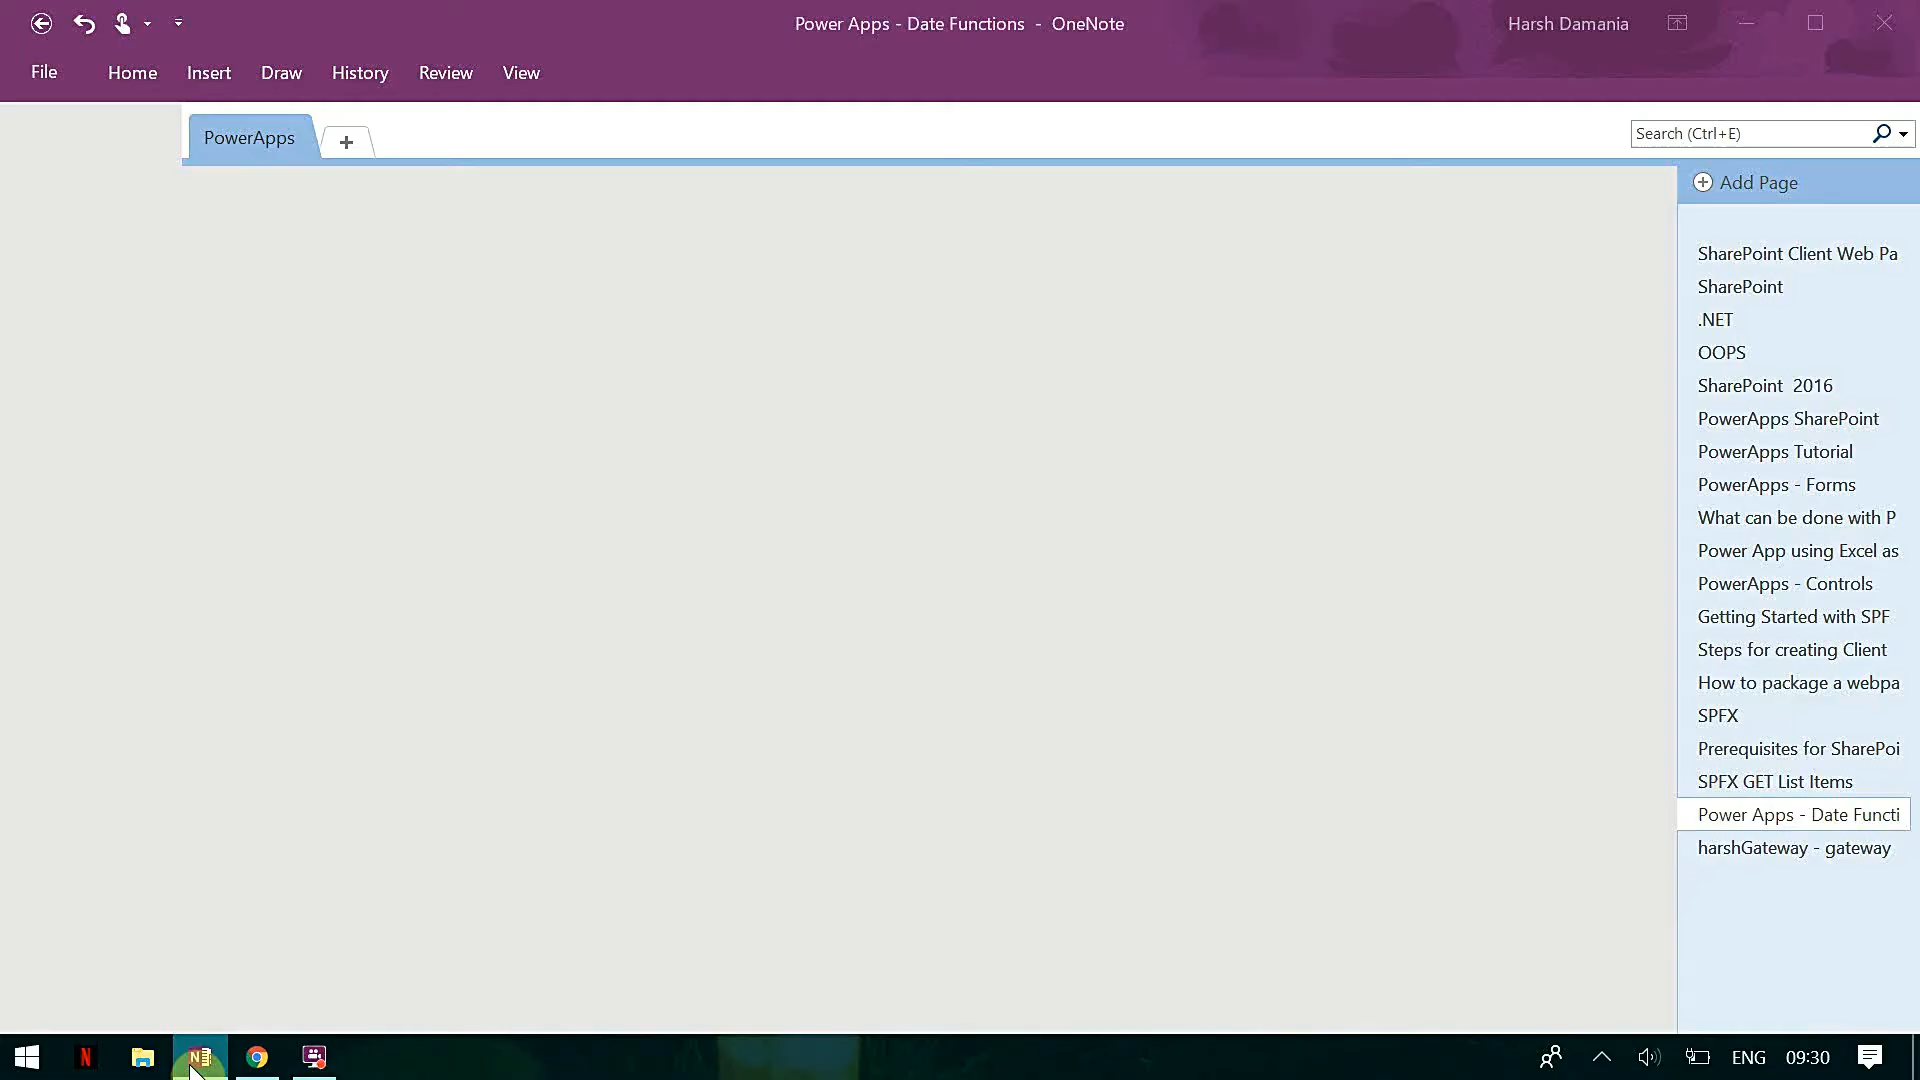 Power Apps - Date Functions - OneNote
Harsh Damania
File Home Insert Draw History Review View
PowerApps
Search (Ctrl+E)
Add Page
SharePoint Client Web Pa
SharePoint
.NET
OOPS
SharePoint 2016
PowerApps SharePoint
PowerApps Tutorial
PowerApps - Forms
What can be done with P
Power App using Excel as
PowerApps - Controls
Getting Started with SPF
Steps for creating Client
How to package a webpa
SPFX
Prerequisites for SharePoi
SPFX GET List Items
Power Apps - Date Functi
harshGateway - gateway
N N ENG 09:30